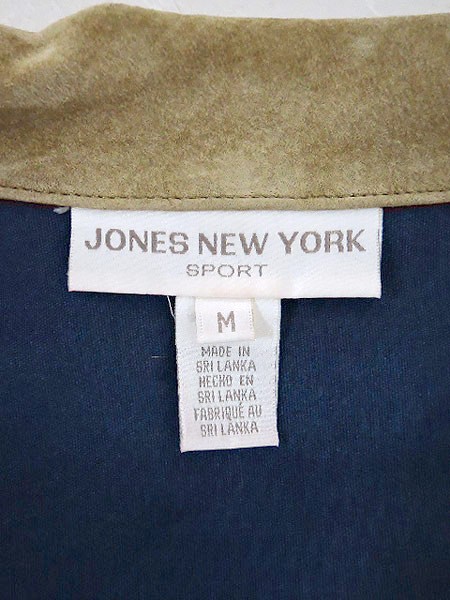 JONES NEW YORK
SPORT
M
MADE IN
SRI LANKA
HECHO EN
SRI LANKA
FABRIQUÉ AU
SRI LANKA